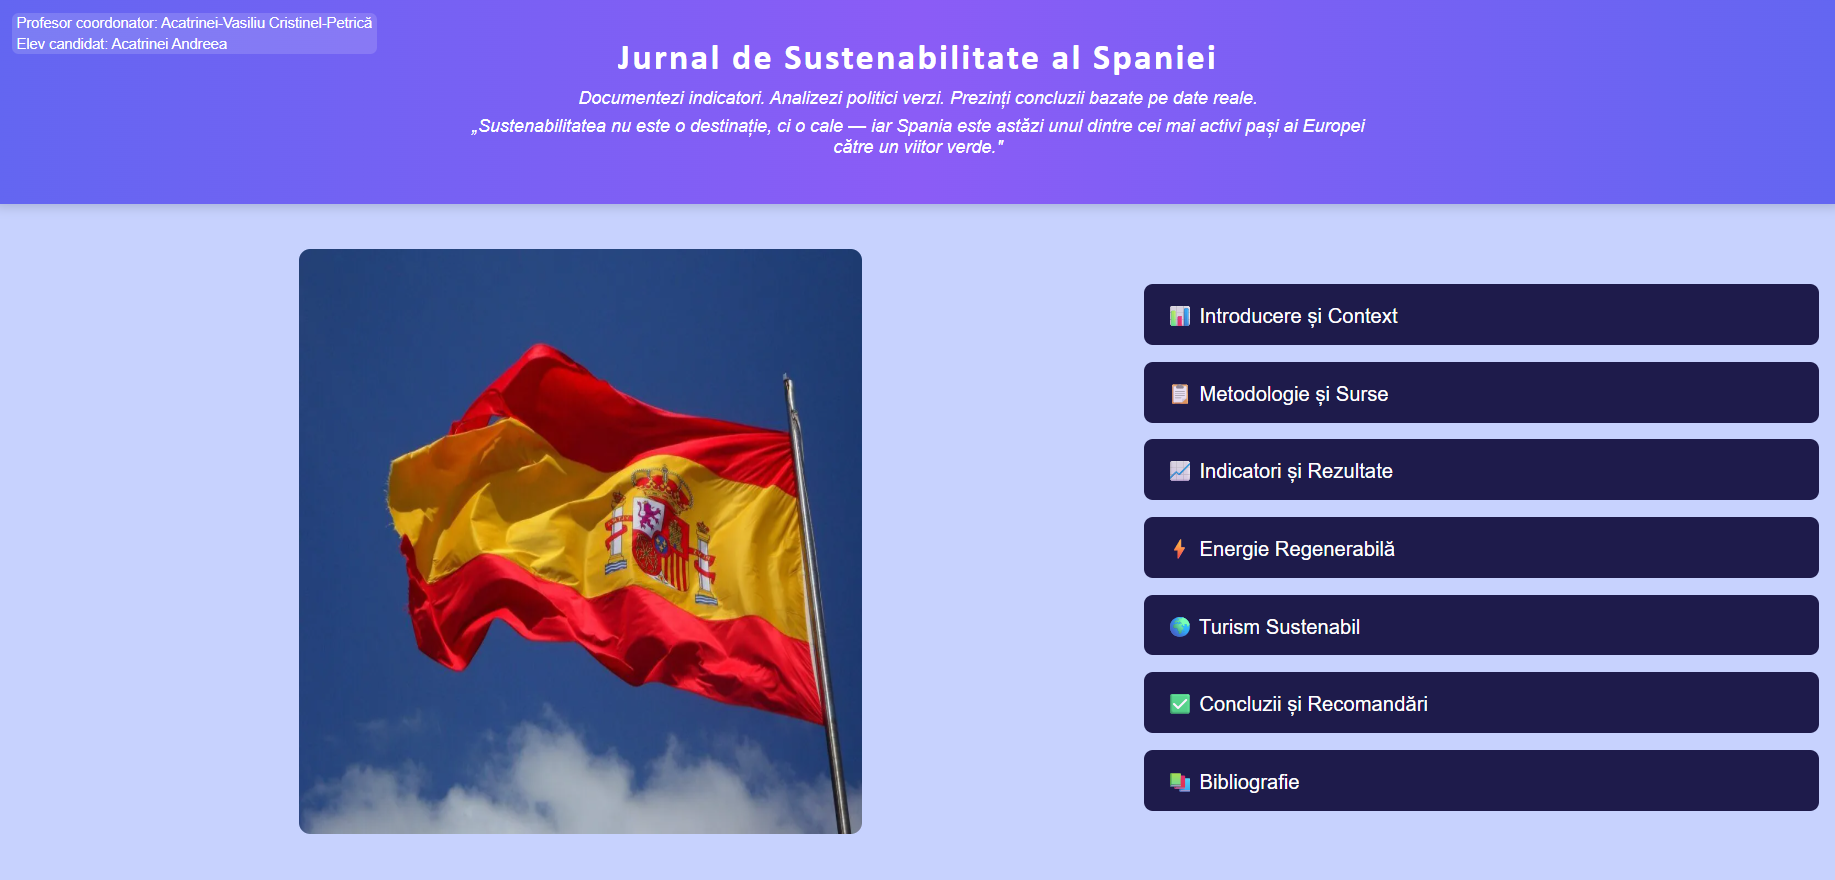 Profesor coordonator: Acatrinei-Vasiliu Cristinel-Petrică
Elev candidat: Acatrinei Andreea
Jurnal de Sustenabilitate al Spaniei
Documentezi indicatori. Analizezi politici verzi. Prezinți concluzii bazate pe date reale.
„Sustenabilitatea nu este o destinație, ci o cale — iar Spania este astăzi unul dintre cei mai activi pași ai Europei
către un viitor verde."
Introducere și Context
Metodologie și Surse
Indicatori și Rezultate
Energie Regenerabilă
Turism Sustenabil
Concluzii și Recomandări
Bibliografie